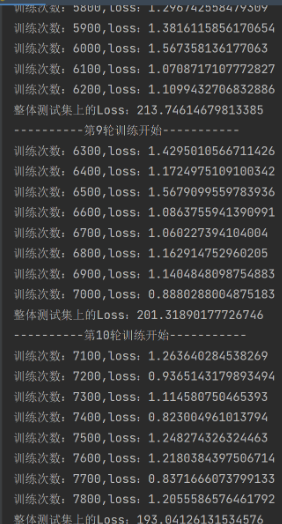 训练次数：5800,loss：1.296742558479309
训练次数：5900,loss：1.3816115856170654
训练次数：6000,loss：1.567358136177063
训练次数：6100,loss：1.0708717107772827
训练次数：6200,loss：1.1099432706832886
整体测试集上的Loss：213.74614679813385
----------第9轮训练开始-----------
训练次数：6300,loss：1.4295010566711426
训练次数：6400,loss：1.1724975109100342
训练次数：6500,loss：1.5679099559783936
训练次数：6600,loss：1.0863755941390991
训练次数：6700,loss：1.060227394104004
训练次数：6800,loss：1.162914752960205
训练次数：6900,loss：1.1404848098754883
训练次数：7000,loss：0.8880288004875183
整体测试集上的Loss：201.31890177726746
----------第10轮训练开始-----------
训练次数：7100,loss：1.263640284538269
训练次数：7200,loss：0.9365143179893494
训练次数：7300,loss：1.114580750465393
训练次数：7400,loss：0.823004961013794
训练次数：7500,loss：1.248274326324463
训练次数：7600,loss：1.2180384397506714
训练次数：7700,loss：0.8371666073799133
训练次数：7800,loss：1.2055586576461792
整体测试集上的Loss：193.04126131534576